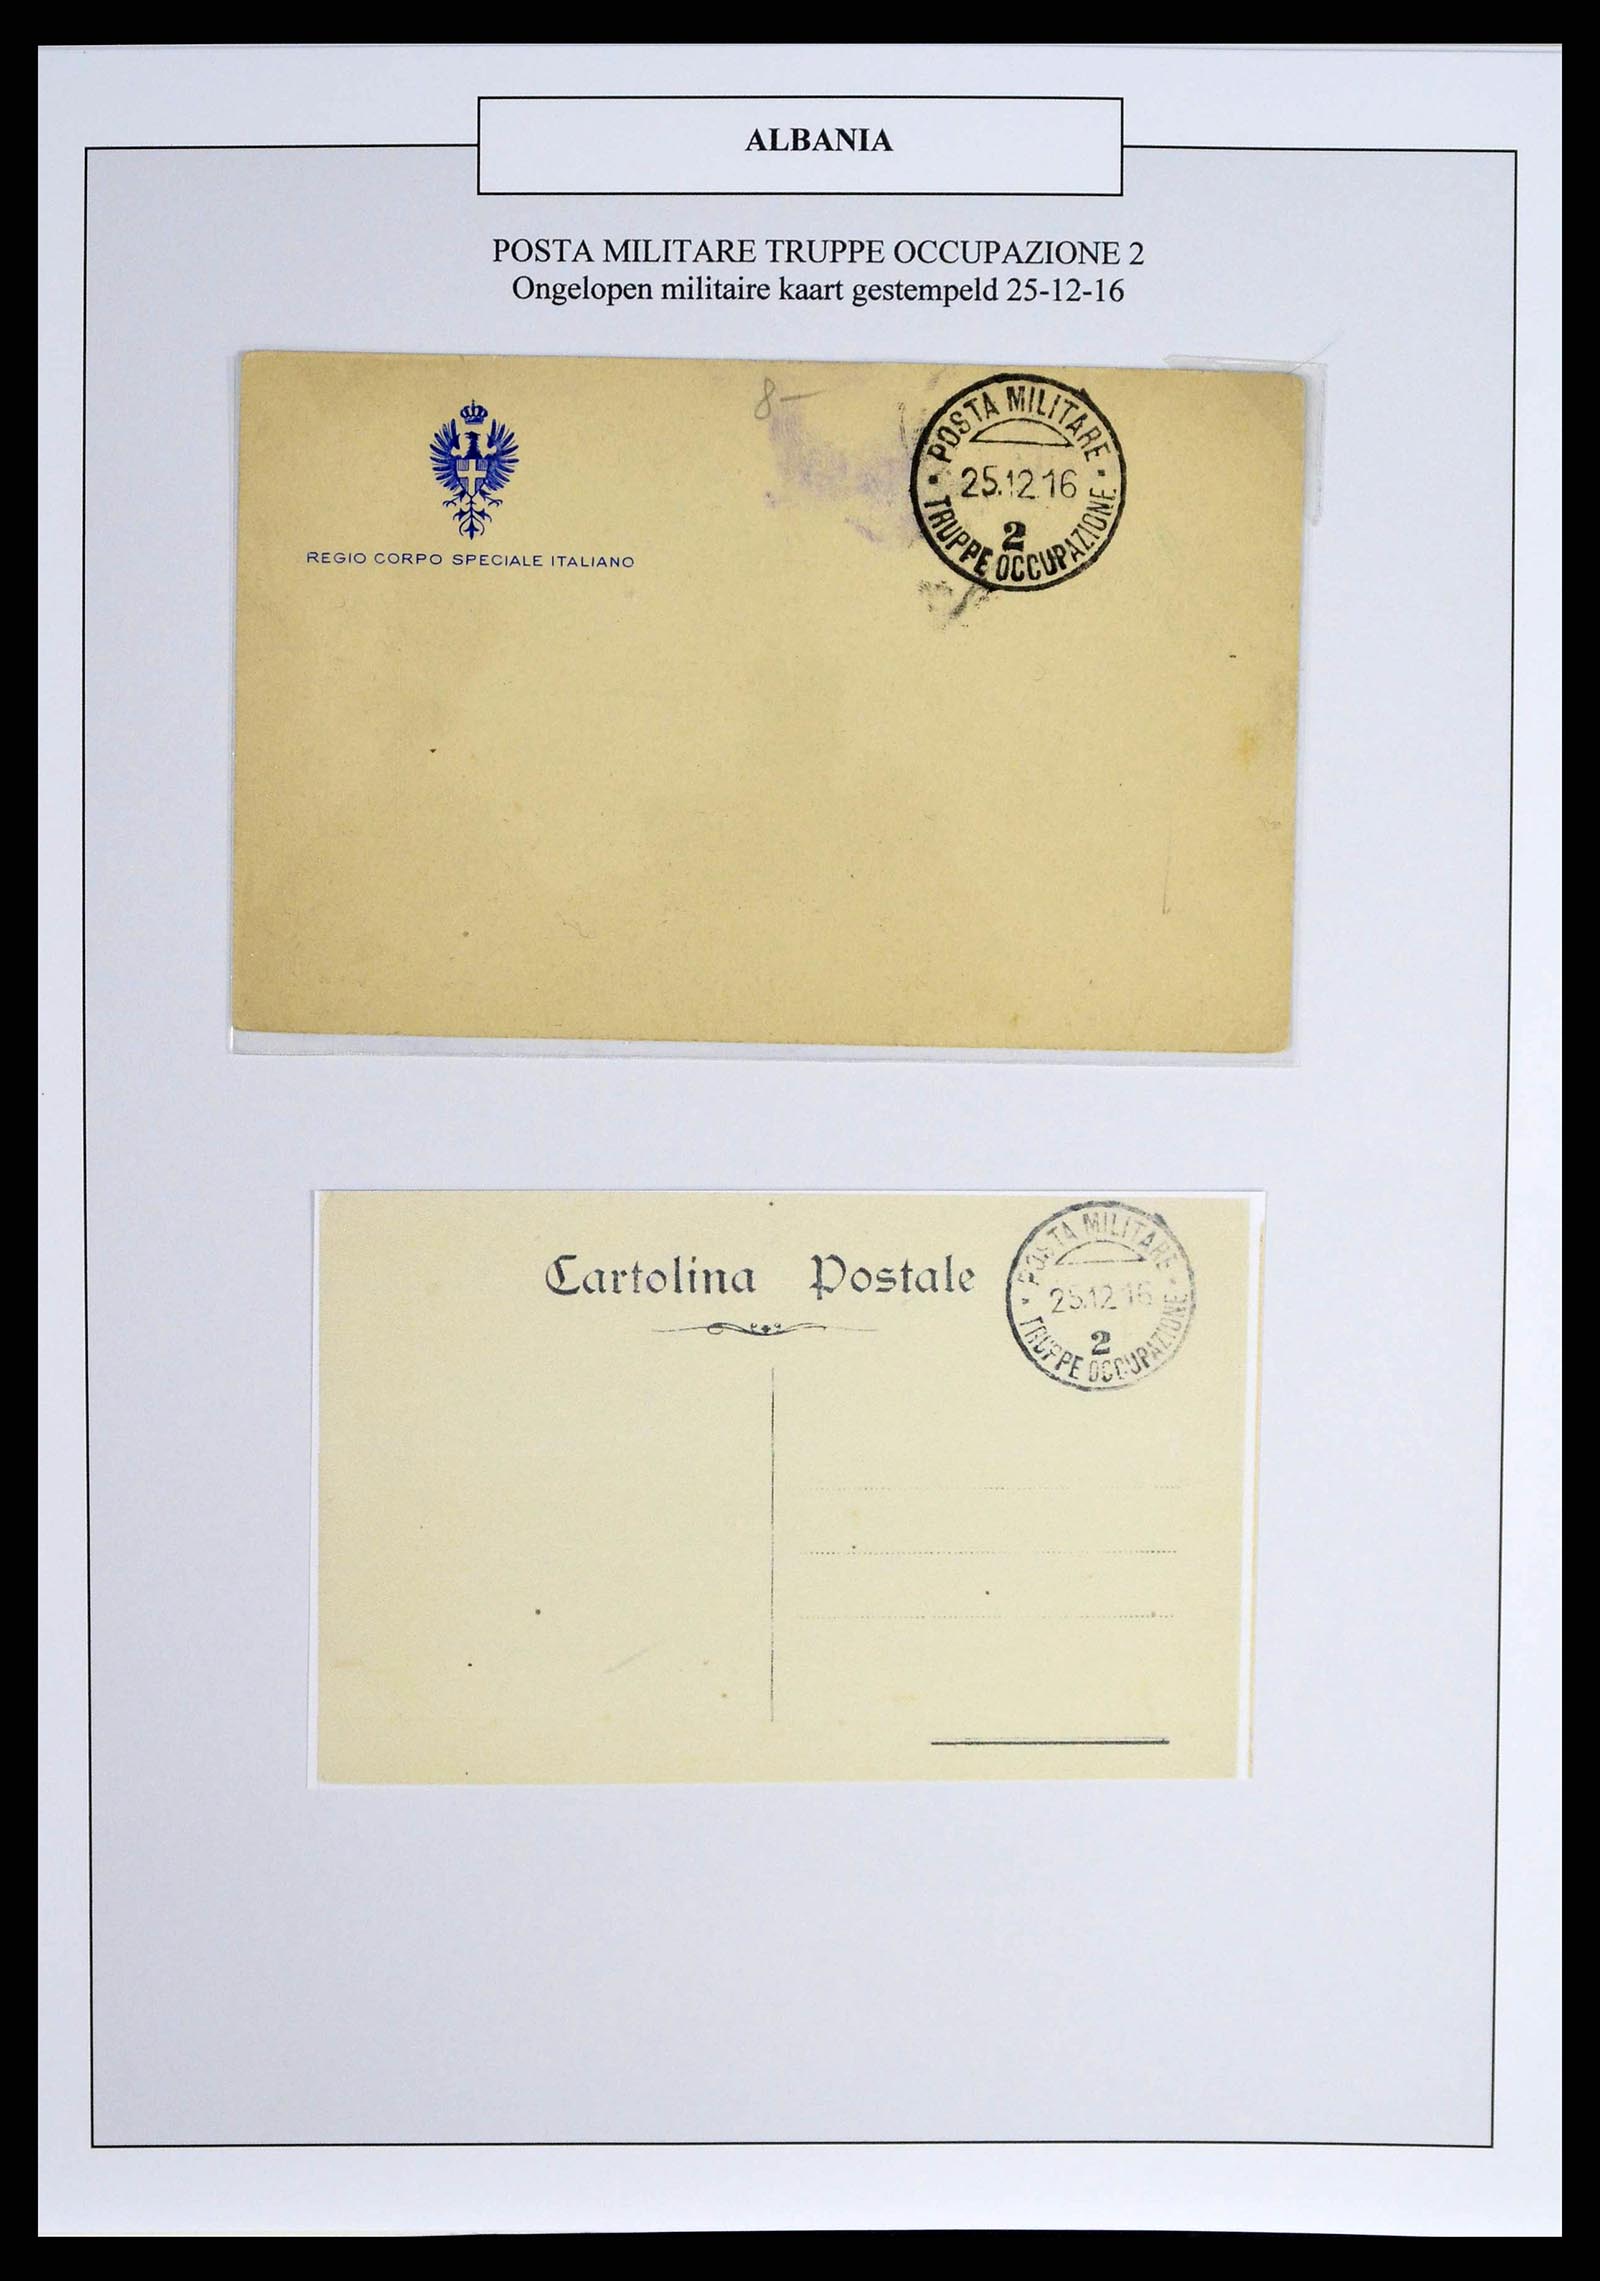 ALBANIA
POSTA MILITARE TRUPPE OCCUPAZIONE 2
Ongelopen militaire kaart gestempeld 25-12-16
8-
POSTA MILITARE
25.12.16
2
TRUPPE OCCUPAZIONE
REGIO CORPO SPECIALE ITALIANO
Cartolina Postale
POSTA MILITARE
25.12.16
2
TRUPPE OCCUPAZIONE